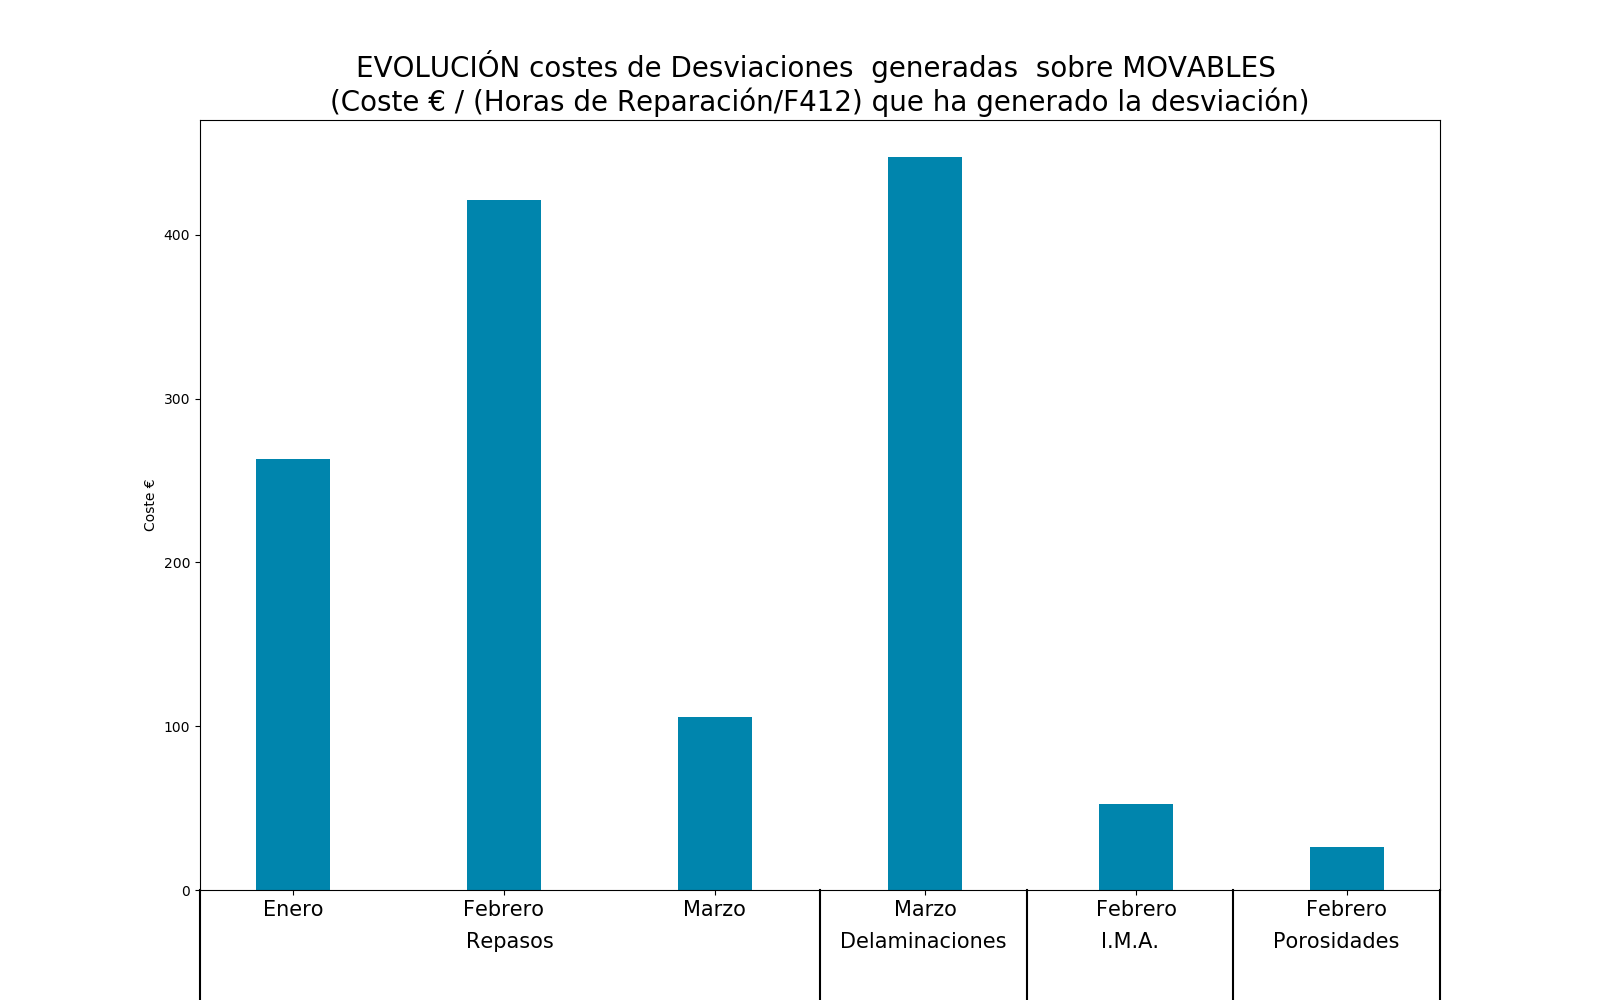 EVOLUCIÓN costes de Desviaciones  generadas  sobre MOVABLES
(Coste € / (Horas de Reparación/F412) que ha generado la desviación)
400
300
200
100
0
Coste €
Enero
Febrero
Marzo
Marzo
Febrero
Febrero
Repasos
Delaminaciones
I.M.A.
Porosidades